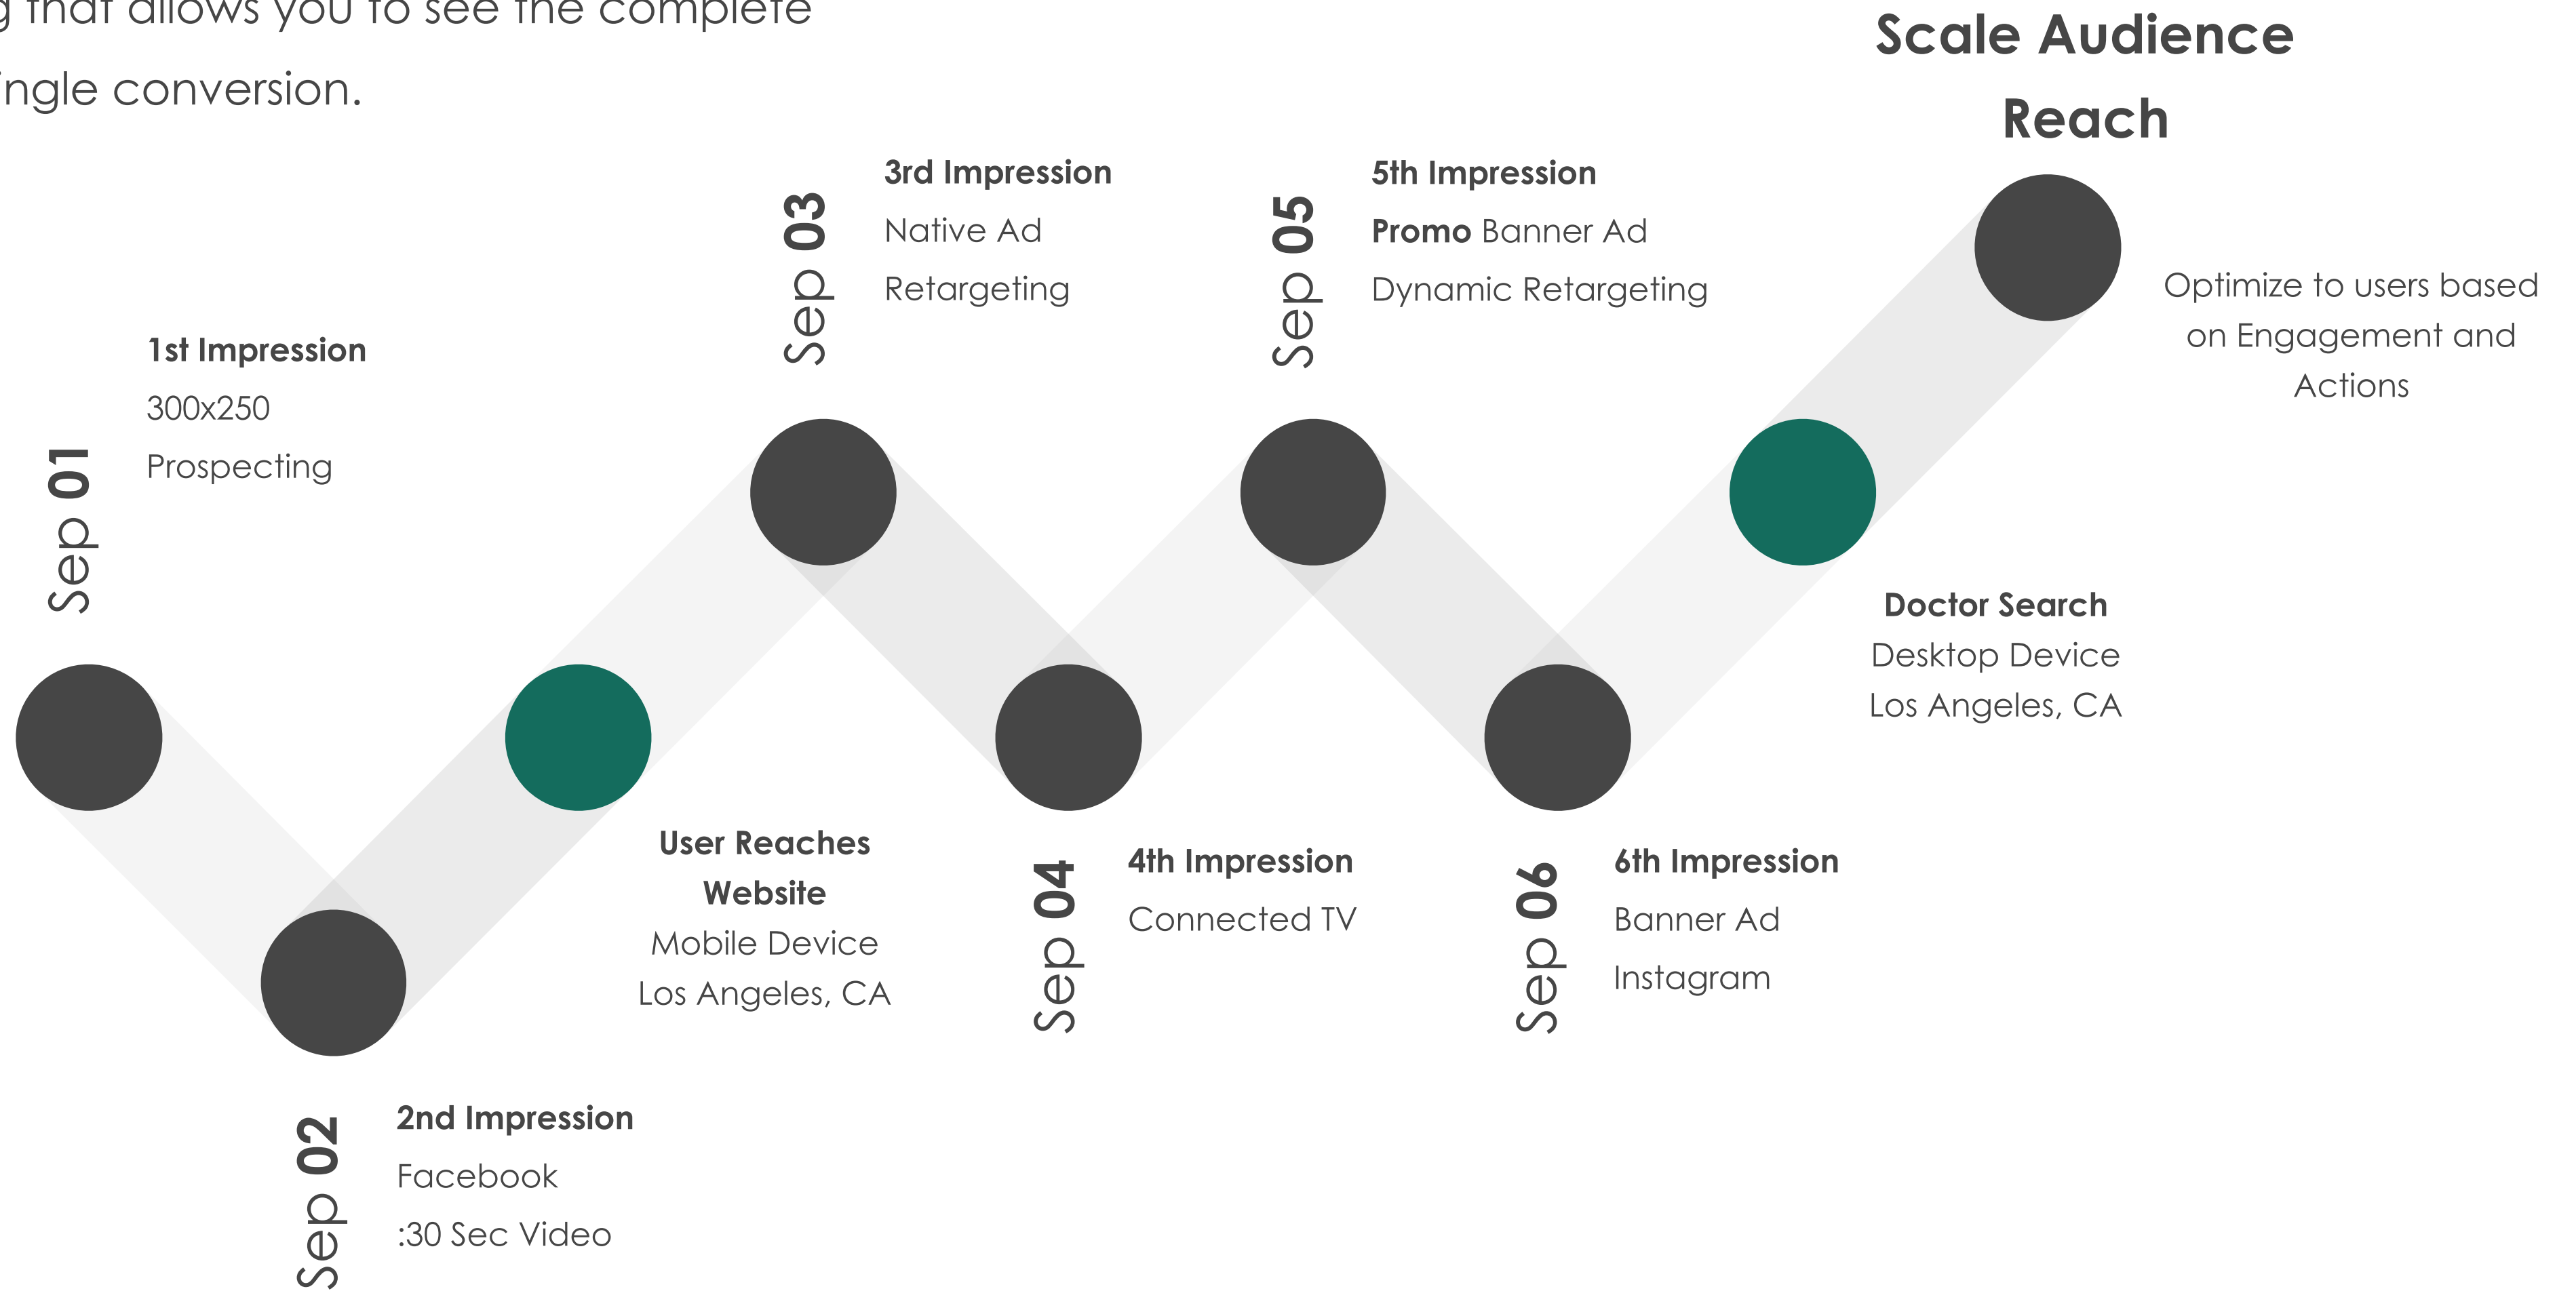 that allows you to see the complete
conversion.
Scale Audience
Reach
Sep 01
1st Impression
300x250
Prospecting
Sep 02
2nd Impression
Facebook
:30 Sec Video
User Reaches
Website
Mobile Device
Los Angeles, CA
Sep 03
3rd Impression
Native Ad
Retargeting
Sep 04
4th Impression
Connected TV
Sep 05
5th Impression
Promo Banner Ad
Dynamic Retargeting
Sep 06
6th Impression
Banner Ad
Instagram
Doctor Search
Desktop Device
Los Angeles, CA
Optimize to users based
on Engagement and
Actions